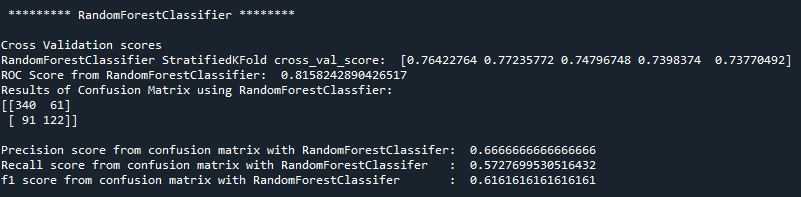 ********* RandomForestClassifier ********
Cross Validation scores
RandomForestClassifier StratifiedKFold cross_val_score:  [0.76422764 0.77235772 0.74796748 0.7398374  0.73770492]
ROC Score from RandomForestClassifier:  0.8158242890426517
Results of Confusion Matrix using RandomForestClassfier:
[[340  61]
 [ 91 122]]
Precision score from confusion matrix with RandomForestClassifer:  0.6666666666666666
Recall score from confusion matrix with RandomForestClassifer   :  0.5727699530516432
f1 score from confusion matrix with RandomForestClassifer       :  0.6161616161616161